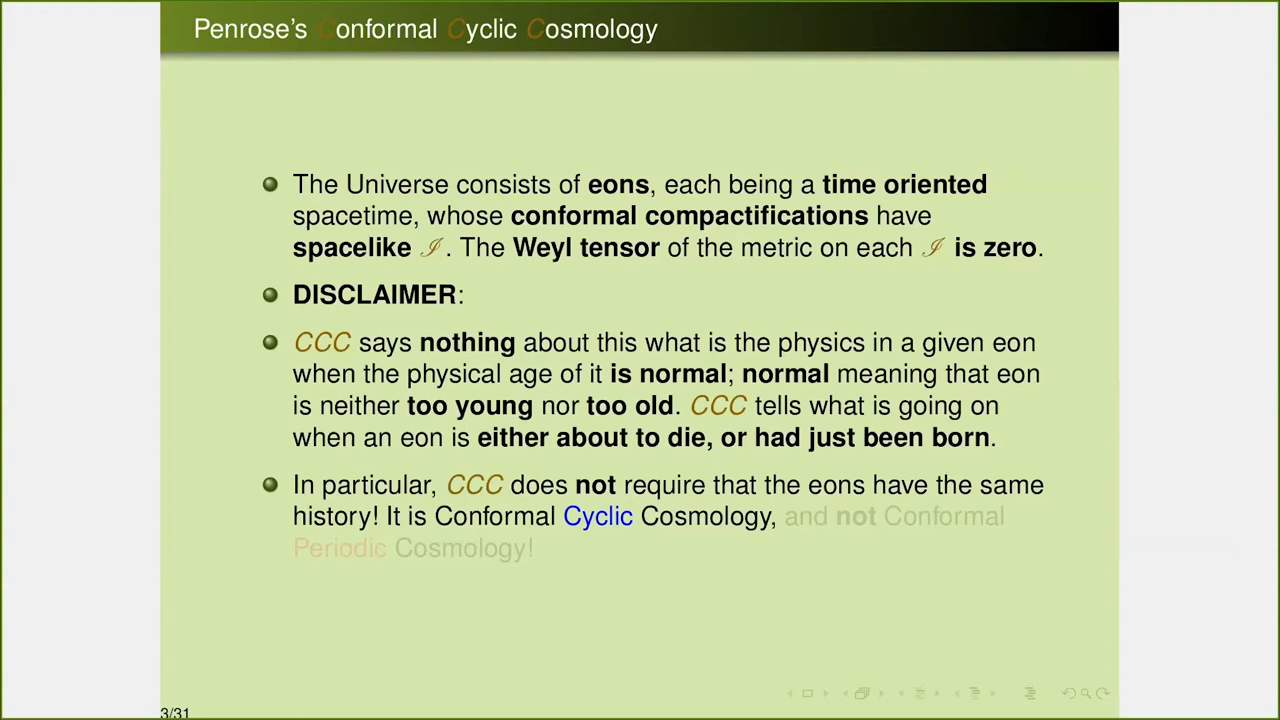 Penrose's Conformal Cyclic Cosmology
The Universe consists of eons, each being a time oriented
spacetime, whose conformal compactifications have
spacelike ℐ. The Weyl tensor of the metric on each ℐ is zero.
DISCLAIMER:
CCC says nothing about this what is the physics in a given eon
when the physical age of it is normal; normal meaning that eon
is neither too young nor too old. CCC tells what is going on
when an eon is either about to die, or had just been born.
In particular, CCC does not require that the eons have the same
history! It is Conformal Cyclic Cosmology, and not Conformal
Periodic Cosmology!
3/31